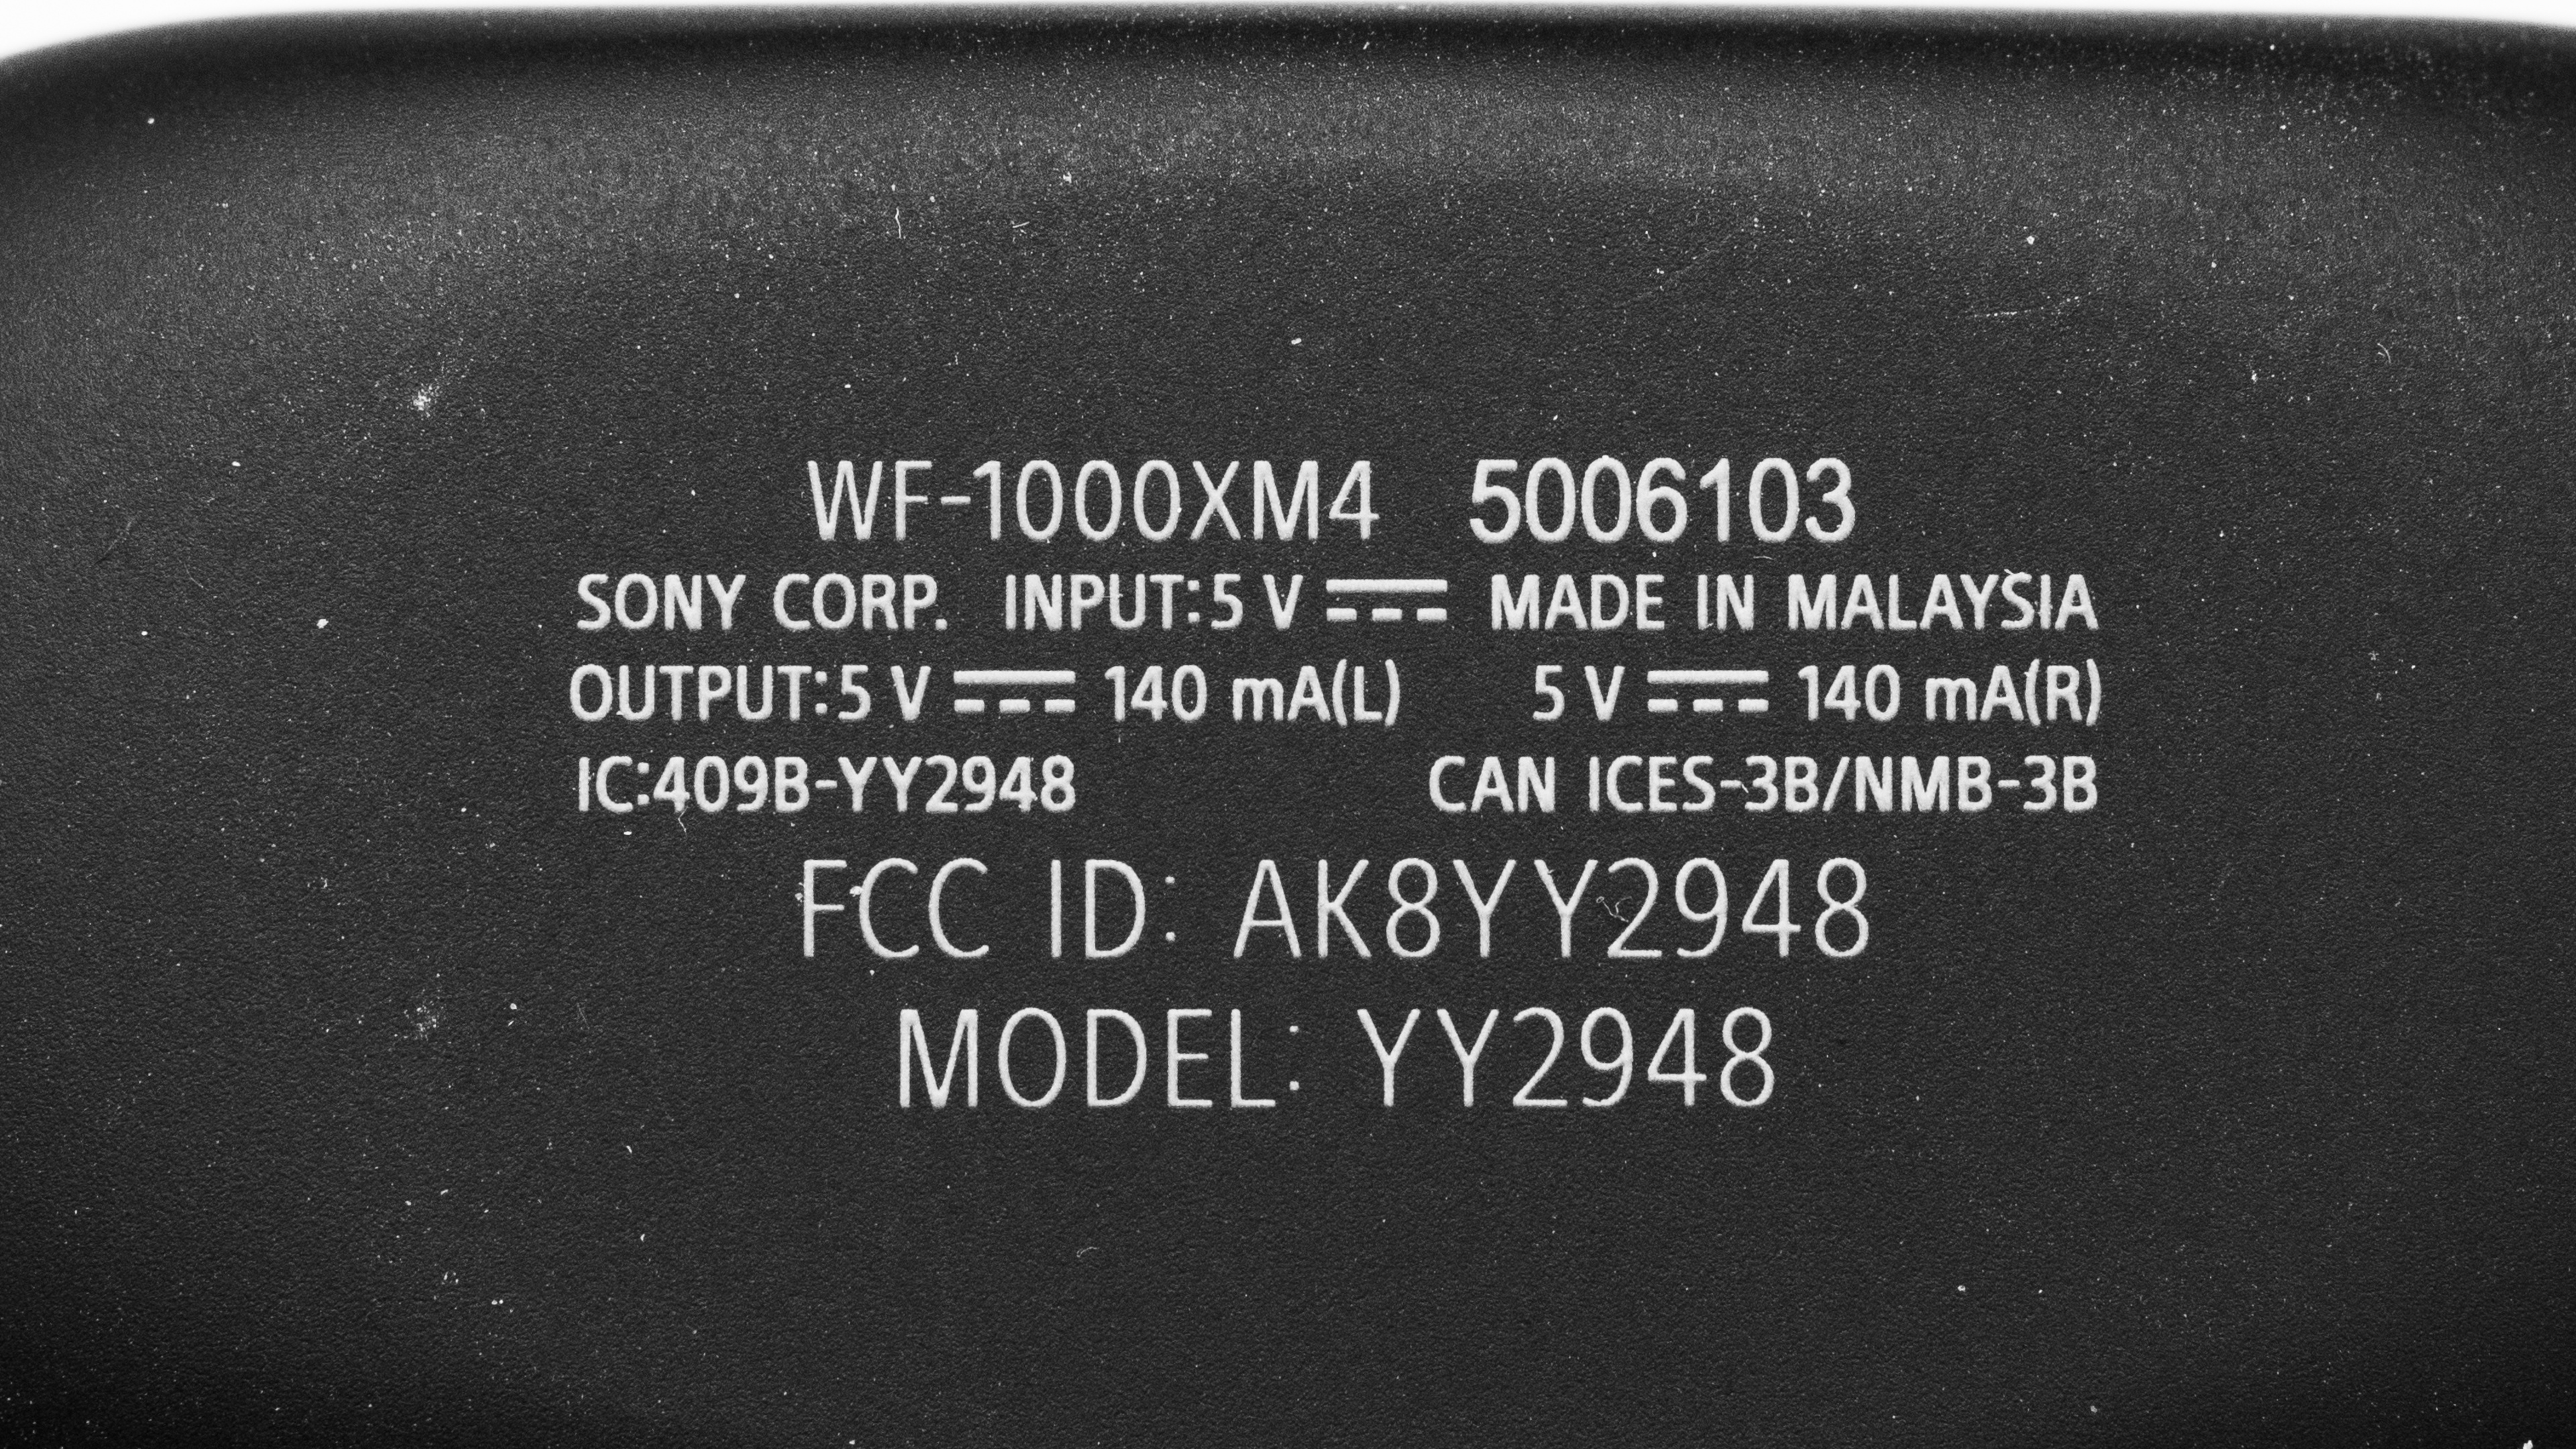 WF-1000XM4 5006103
SONY CORP. INPUT:5 V ⎓ MADE IN MALAYSIA
OUTPUT:5 V ⎓ 140 mA(L) 5 V ⎓ 140 mA(R)
IC:409B-YY2948 CAN ICES-3B/NMB-3B
FCC ID: AK8YY2948
MODEL: YY2948